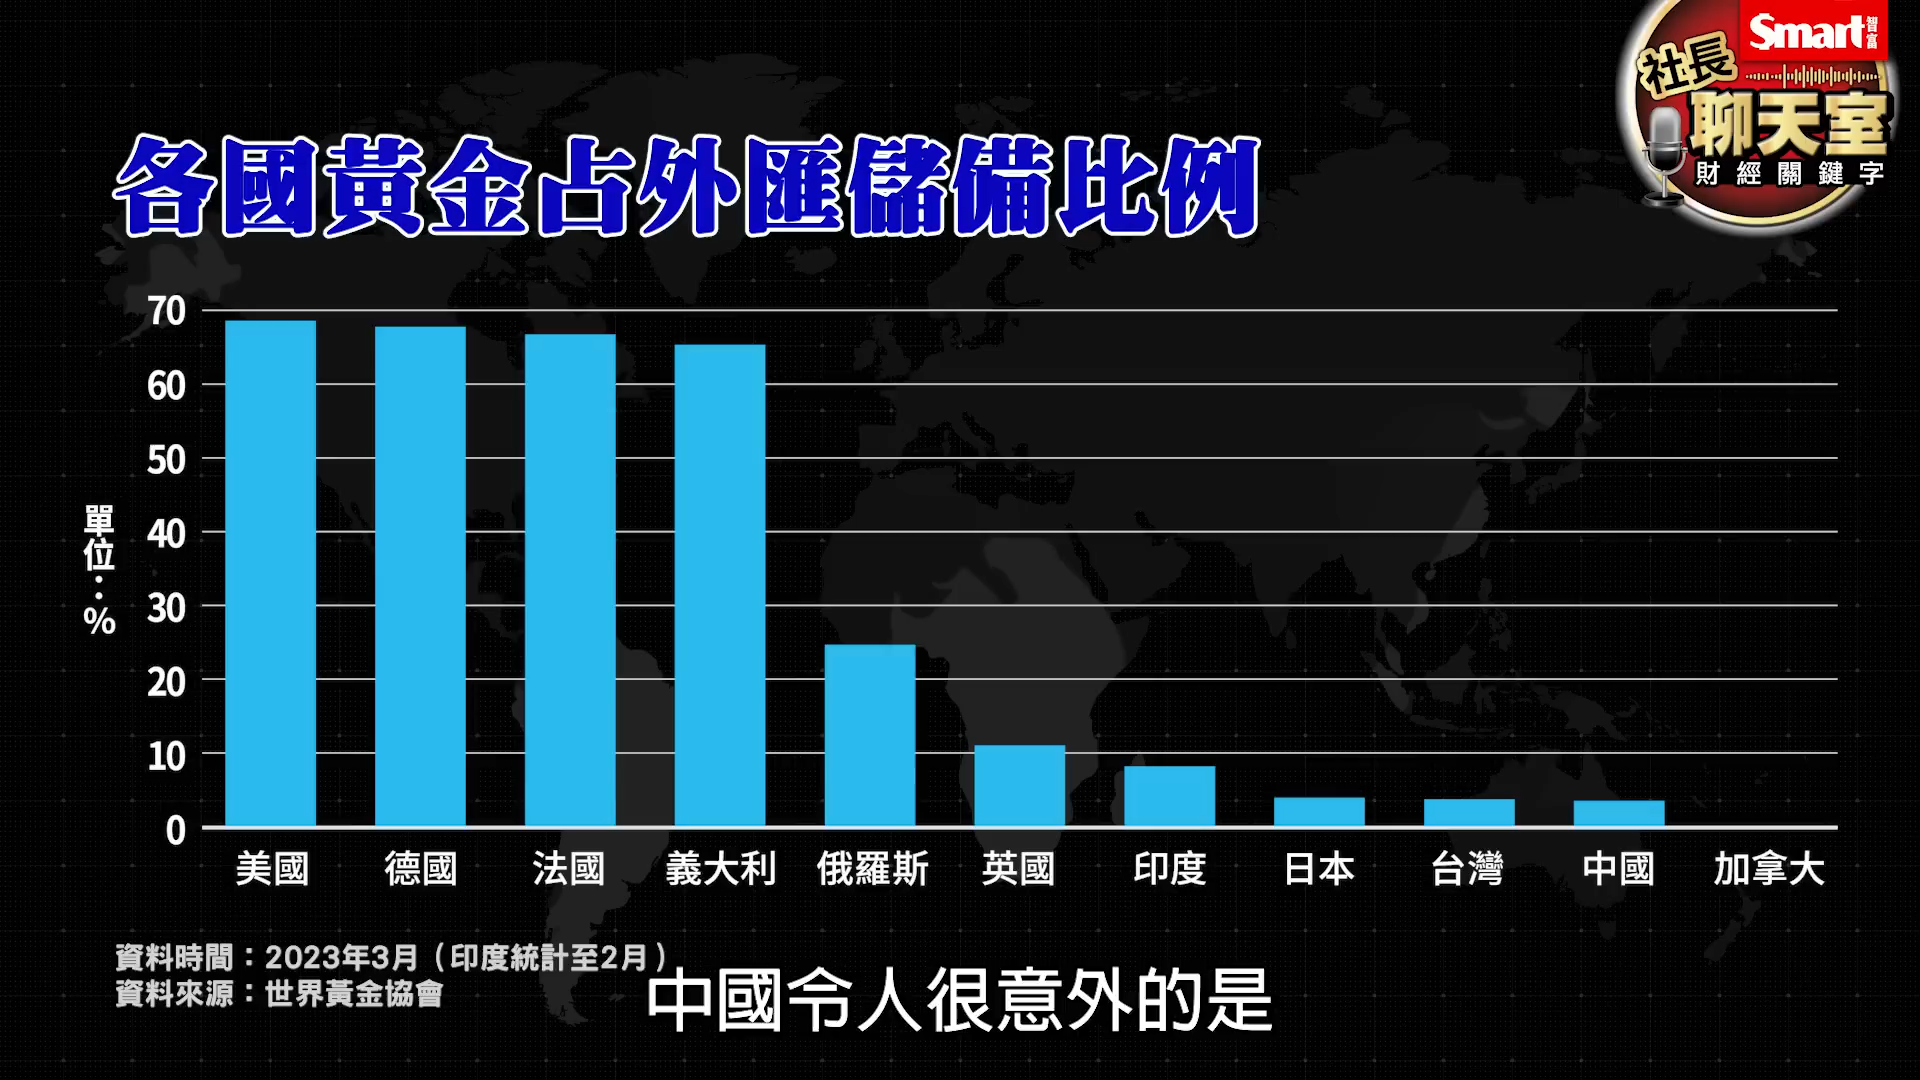 Smart智富
社長
聊天室
財經關鍵字
各國黃金占外匯儲備比例
單位：%
70
60
50
40
30
20
10
0
美國 德國 法國 義大利 俄羅斯 英國 印度 日本 台灣 中國 加拿大
資料時間：2023年3月（印度統計至2月）
資料來源：世界黃金協會
中國令人很意外的是